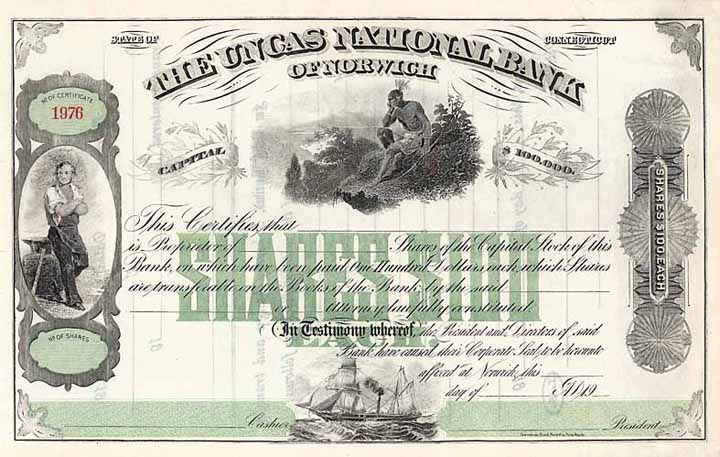 STATE OF
CONNECTICUT
THE UNCAS NATIONAL BANK
OF NORWICH
No OF CERTIFICATE
1976
CAPITAL
$100.000.
SHARES $100 EACH
This Certifies, that
is Proprietor of Shares of the Capital Stock of this
Bank, on which have been paid One Hundred Dollars each, which Shares
are transferable on the Books of the Bank by the said
or Attorney lawfully constituted.
SHARES $100
EACH
No OF SHARES
In Testimony whereof, the President and Directors of said
Bank have caused their Corporate Seal to be hereunto
affixed at Norwich this
day of AD 19
Cashier.
President.